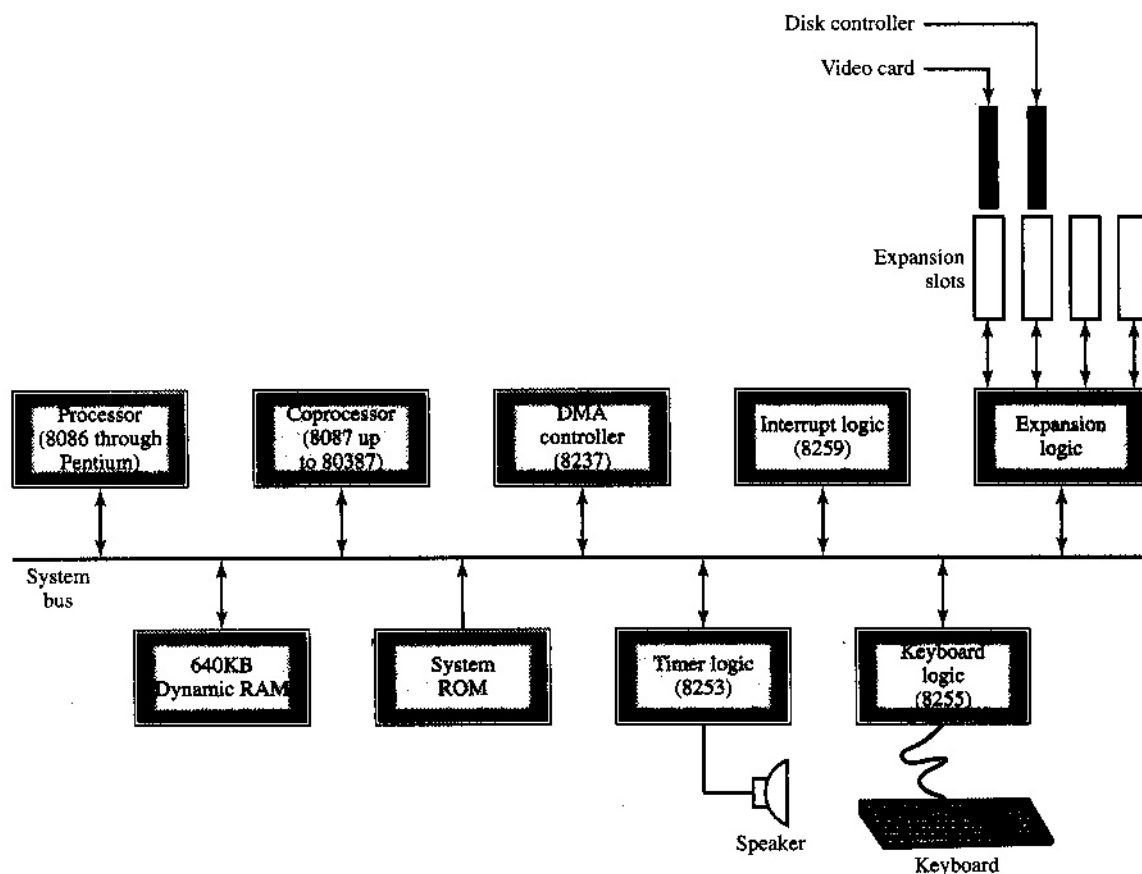 Disk controller
Video card
Expansion
slots
Processor
(8086 through
Pentium)
Coprocessor
(8087 up
to 80387)
DMA
controller
(8237)
Interrupt logic
(8259)
Expansion
logic
System
bus
640KB
Dynamic RAM
System
ROM
Timer logic
(8253)
Keyboard
logic
(8255)
Speaker
Keyboard